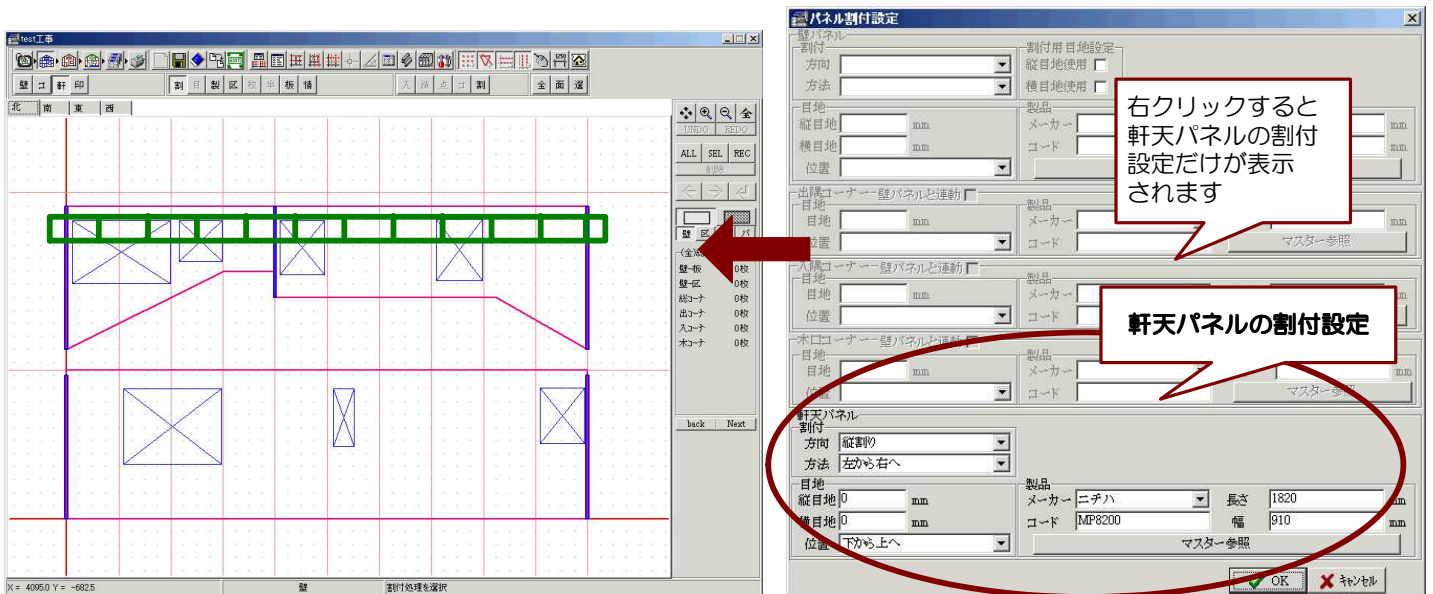 test工事
壁 コ 軒 印 割 目 製 区 枚 半 板 情 入 結 点 コ 割 全 面 選
北 南 東 西
全
UNDO REDO
ALL SEL REC
削除
壁 区 パ
壁-板 0枚
壁-区 0枚
総コーナ 0枚
出コーナ 0枚
入コーナ 0枚
木コーナ 0枚
back Next
X = 4095.0 Y = -682.5 壁 割付処理を選択
パネル割付設定
壁パネル
割付 割付用目地設定
方向 縦目地使用
方法 横目地使用
目地 製品
縦目地 mm メーカー mm
横目地 mm コード mm
位置
右クリックすると
軒天パネルの割付
設定だけが表示
されます
出隅コーナー 壁パネルと連動
目地 製品
目地 mm メーカー mm
位置 コード マスター参照
入隅コーナー 壁パネルと連動
目地 製品
目地 mm メーカー
位置 コード
軒天パネルの割付設定
木口コーナー 壁パネルと連動
目地 製品
目地 mm メーカー mm
位置 コード マスター参照
軒天パネル
割付
方向 縦割り
方法 左から右へ
目地 製品
縦目地 0 mm メーカー ニチハ 長さ 1820 mm
横目地 0 mm コード MP8200 幅 910 mm
位置 下から上へ マスター参照
OK キャンセル